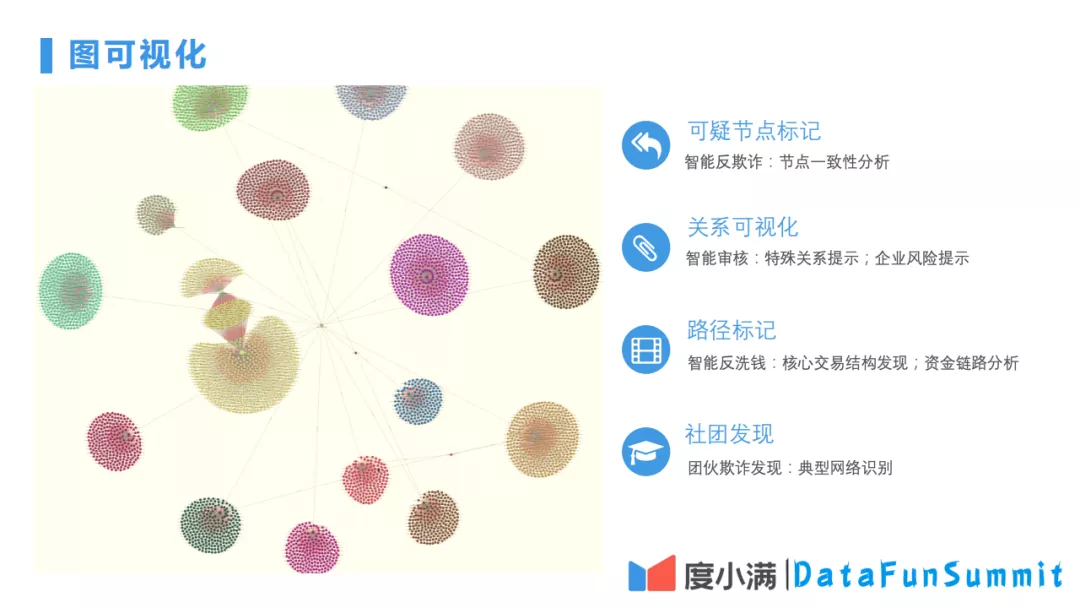 图可视化
可疑节点标记
智能反欺诈：节点一致性分析
关系可视化
智能审核：特殊关系提示；企业风险提示
路径标记
智能反洗钱：核心交易结构发现；资金链路分析
社团发现
团伙欺诈发现：典型网络识别
度小满|DataFunSummit